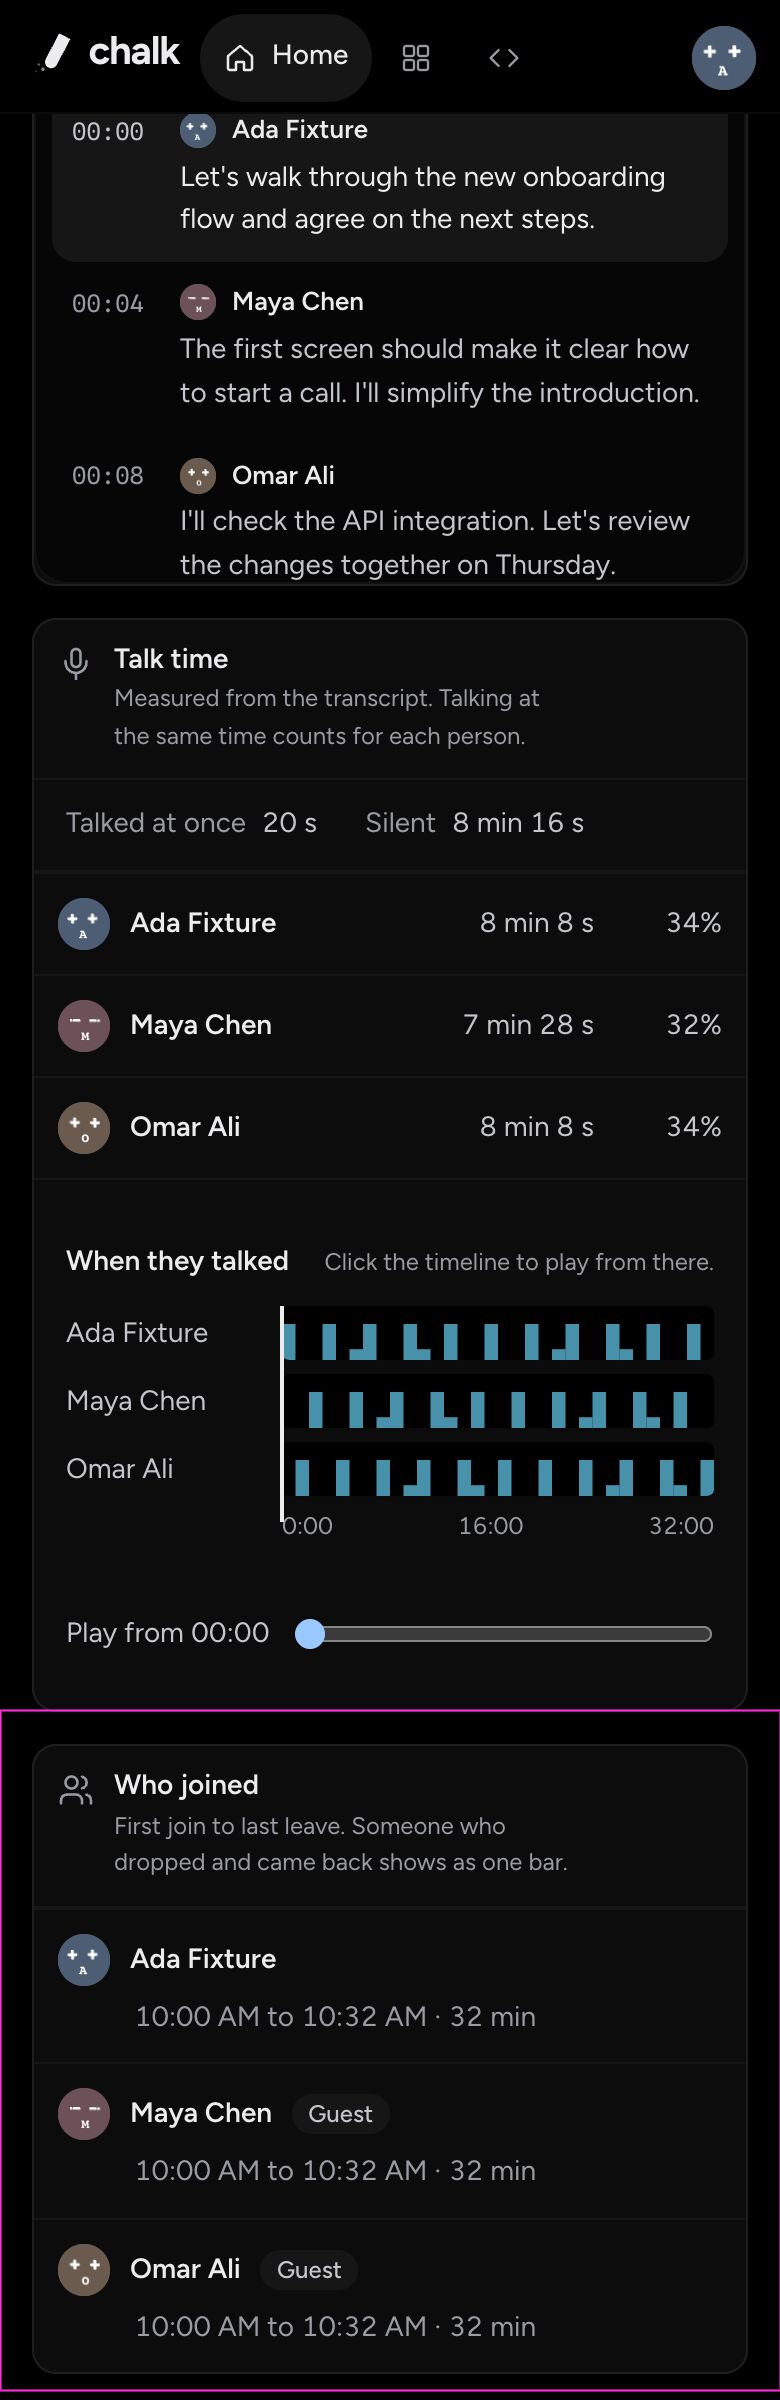 chalk Home
A
00:00 Ada Fixture
Let's walk through the new onboarding
flow and agree on the next steps.
00:04 Maya Chen
The first screen should make it clear how
to start a call. I'll simplify the introduction.
00:08 Omar Ali
I'll check the API integration. Let's review
the changes together on Thursday.
Talk time
Measured from the transcript. Talking at
the same time counts for each person.
Talked at once 20 s Silent 8 min 16 s
A Ada Fixture 8 min 8 s 34%
M Maya Chen 7 min 28 s 32%
O Omar Ali 8 min 8 s 34%
When they talked Click the timeline to play from there.
Ada Fixture
Maya Chen
Omar Ali
0:00 16:00 32:00
Play from 00:00
Who joined
First join to last leave. Someone who
dropped and came back shows as one bar.
A Ada Fixture
10:00 AM to 10:32 AM · 32 min
M Maya Chen Guest
10:00 AM to 10:32 AM · 32 min
O Omar Ali Guest
10:00 AM to 10:32 AM · 32 min